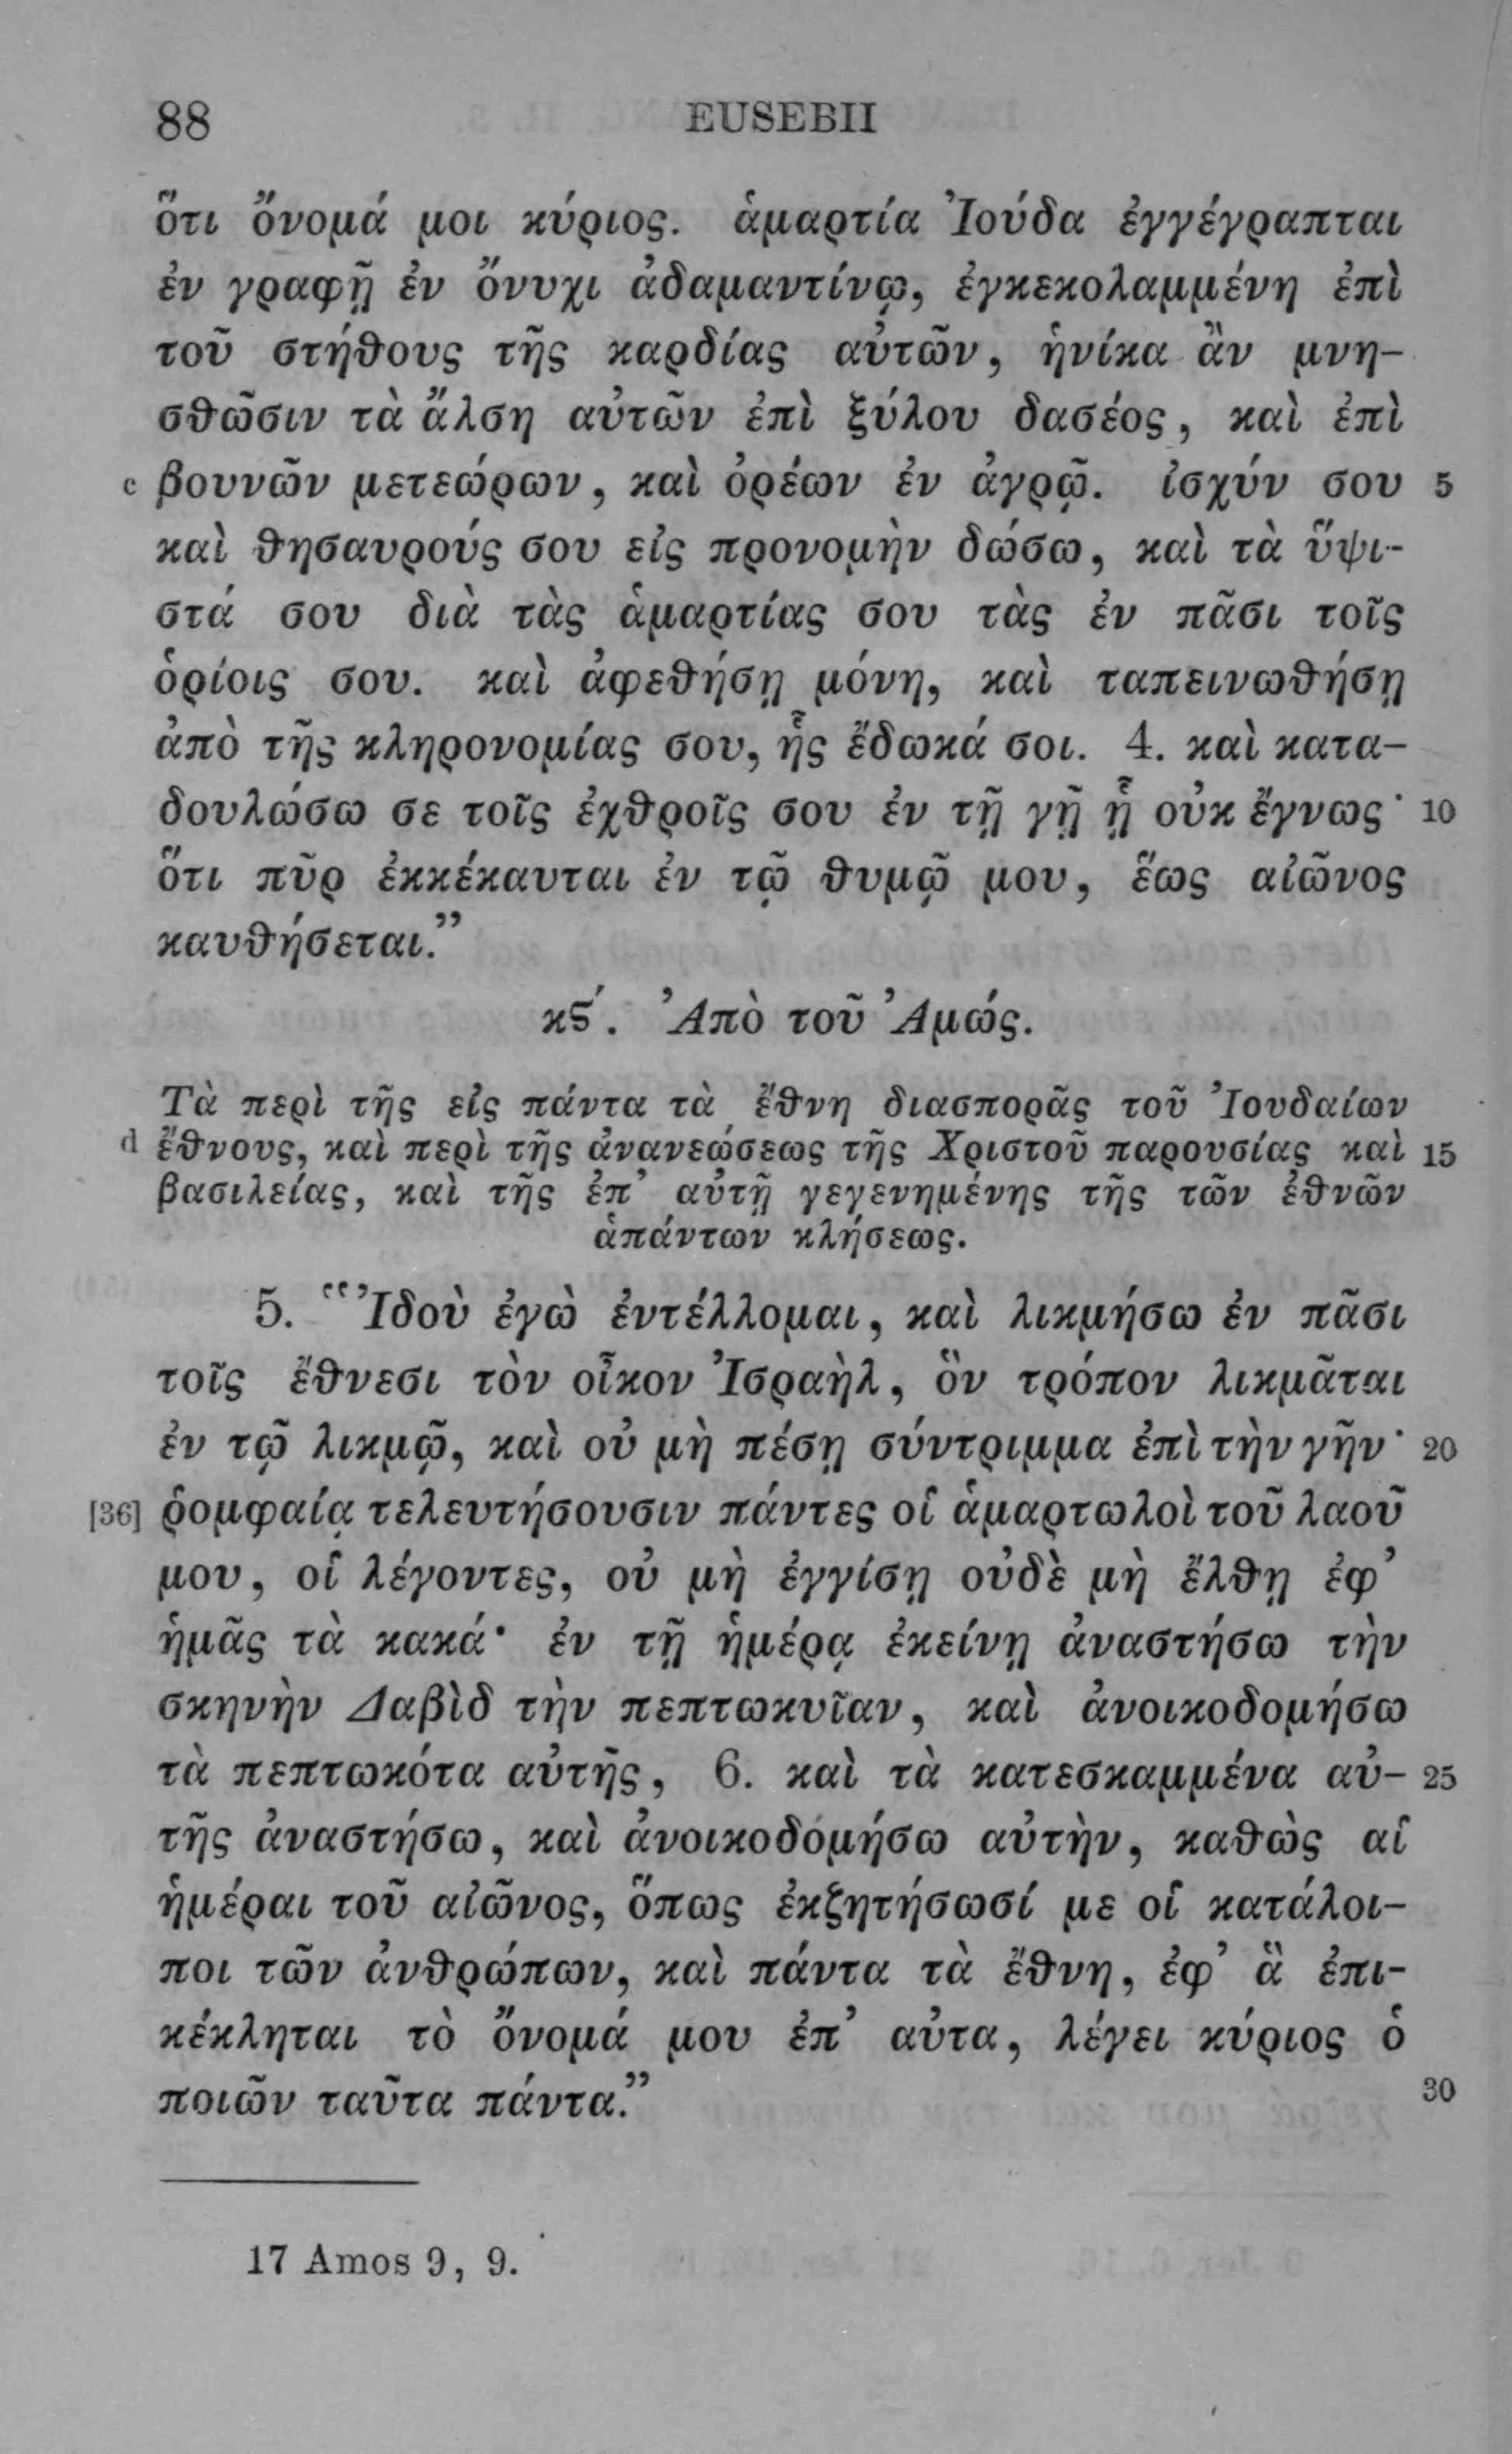 88 EUSEBII
ὅτι ὄνομά μοι κύριος. ἁμαρτία Ἰούδα ἐγγέγραπται
ἐν γραφῇ ἐν ὄνυχι ἀδαμαντίνῳ, ἐγκεκολαμμένη ἐπὶ
τοῦ στήθους τῆς καρδίας αὐτῶν, ἡνίκα ἂν μνη-
σθῶσιν τὰ ἄλση αὐτῶν ἐπὶ ξύλου δασέος, καὶ ἐπὶ
c βουνῶν μετεώρων, καὶ ὀρέων ἐν ἀγρῷ. ἰσχύν σου 5
καὶ θησαυρούς σου εἰς προνομὴν δώσω, καὶ τὰ ὕψι-
στά σου διὰ τὰς ἁμαρτίας σου τὰς ἐν πᾶσι τοῖς
ὁρίοις σου. καὶ ἀφεθήσῃ μόνη, καὶ ταπεινωθήσῃ
ἀπὸ τῆς κληρονομίας σου, ἧς ἔδωκά σοι. 4. καὶ κατα-
δουλώσω σε τοῖς ἐχθροῖς σου ἐν τῇ γῇ ᾗ οὐκ ἔγνως· 10
ὅτι πῦρ ἐκκέκαυται ἐν τῷ θυμῷ μου, ἕως αἰῶνος
καυθήσεται.”
κϛ΄. Ἀπὸ τοῦ Ἀμώς.
Τὰ περὶ τῆς εἰς πάντα τὰ ἔθνη διασπορᾶς τοῦ Ἰουδαίων
d ἔθνους, καὶ περὶ τῆς ἀνανεώσεως τῆς Χριστοῦ παρουσίας καὶ 15
βασιλείας, καὶ τῆς ἐπ’ αὐτῇ γεγενημένης τῆς τῶν ἐθνῶν
ἁπάντων κλήσεως.
5. “Ἰδοὺ ἐγὼ ἐντέλλομαι, καὶ λικμήσω ἐν πᾶσι
τοῖς ἔθνεσι τὸν οἶκον Ἰσραὴλ, ὃν τρόπον λικμᾶται
ἐν τῷ λικμῷ, καὶ οὐ μὴ πέσῃ σύντριμμα ἐπὶ τὴν γῆν· 20
[36] ῥομφαίᾳ τελευτήσουσιν πάντες οἱ ἁμαρτωλοὶ τοῦ λαοῦ
μου, οἱ λέγοντες, οὐ μὴ ἐγγίσῃ οὐδὲ μὴ ἔλθῃ ἐφ’
ἡμᾶς τὰ κακά· ἐν τῇ ἡμέρᾳ ἐκείνῃ ἀναστήσω τὴν
σκηνὴν Δαβὶδ τὴν πεπτωκυῖαν, καὶ ἀνοικοδομήσω
τὰ πεπτωκότα αὐτῆς, 6. καὶ τὰ κατεσκαμμένα αὐ- 25
τῆς ἀναστήσω, καὶ ἀνοικοδομήσω αὐτὴν, καθὼς αἱ
ἡμέραι τοῦ αἰῶνος, ὅπως ἐκζητήσωσί με οἱ κατάλοι-
ποι τῶν ἀνθρώπων, καὶ πάντα τὰ ἔθνη, ἐφ’ ἃ ἐπι-
κέκληται τὸ ὄνομά μου ἐπ’ αὐτα, λέγει κύριος ὁ
ποιῶν ταῦτα πάντα.” 30
17 Amos 9, 9.